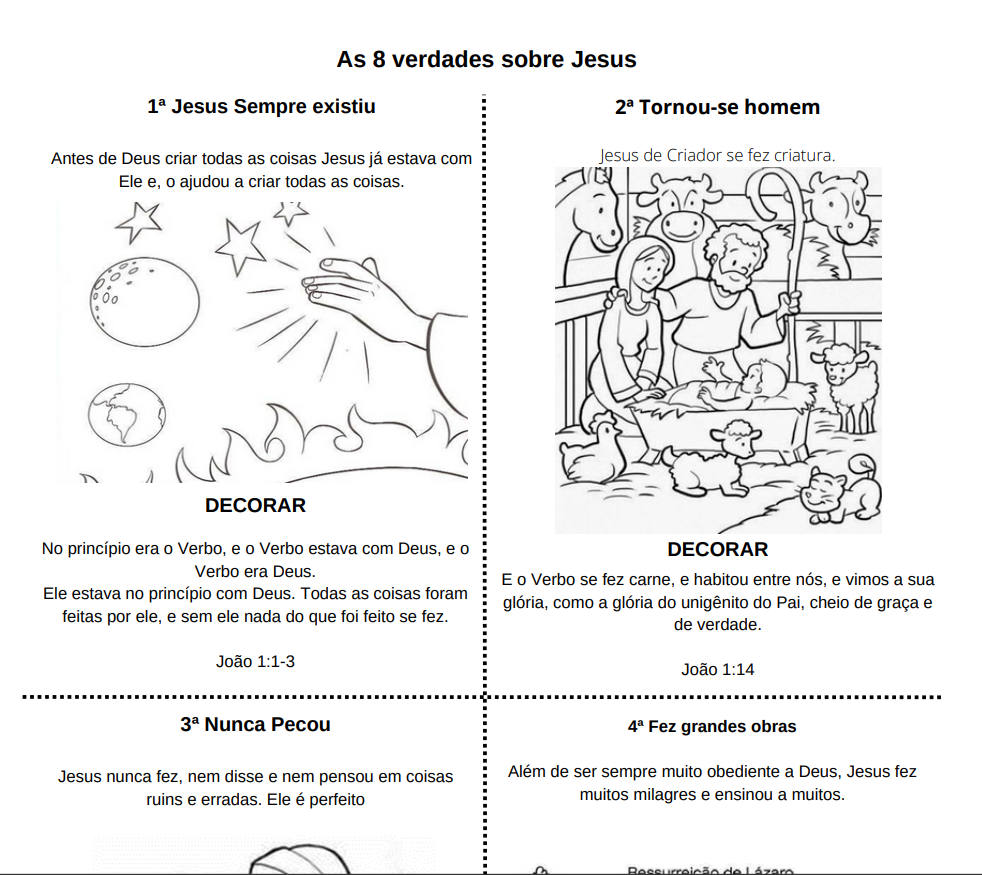 As 8 verdades sobre Jesus
1ª Jesus Sempre existiu
Antes de Deus criar todas as coisas Jesus já estava com
Ele e, o ajudou a criar todas as coisas.
DECORAR
No princípio era o Verbo, e o Verbo estava com Deus, e o
Verbo era Deus.
Ele estava no princípio com Deus. Todas as coisas foram
feitas por ele, e sem ele nada do que foi feito se fez.
João 1:1-3
2ª Tornou-se homem
Jesus de Criador se fez criatura.
DECORAR
E o Verbo se fez carne, e habitou entre nós, e vimos a sua
glória, como a glória do unigênito do Pai, cheio de graça e
de verdade.
João 1:14
3ª Nunca Pecou
Jesus nunca fez, nem disse e nem pensou em coisas
ruins e erradas. Ele é perfeito
4ª Fez grandes obras
Além de ser sempre muito obediente a Deus, Jesus fez
muitos milagres e ensinou a muitos.
Ressurreição de Lázaro